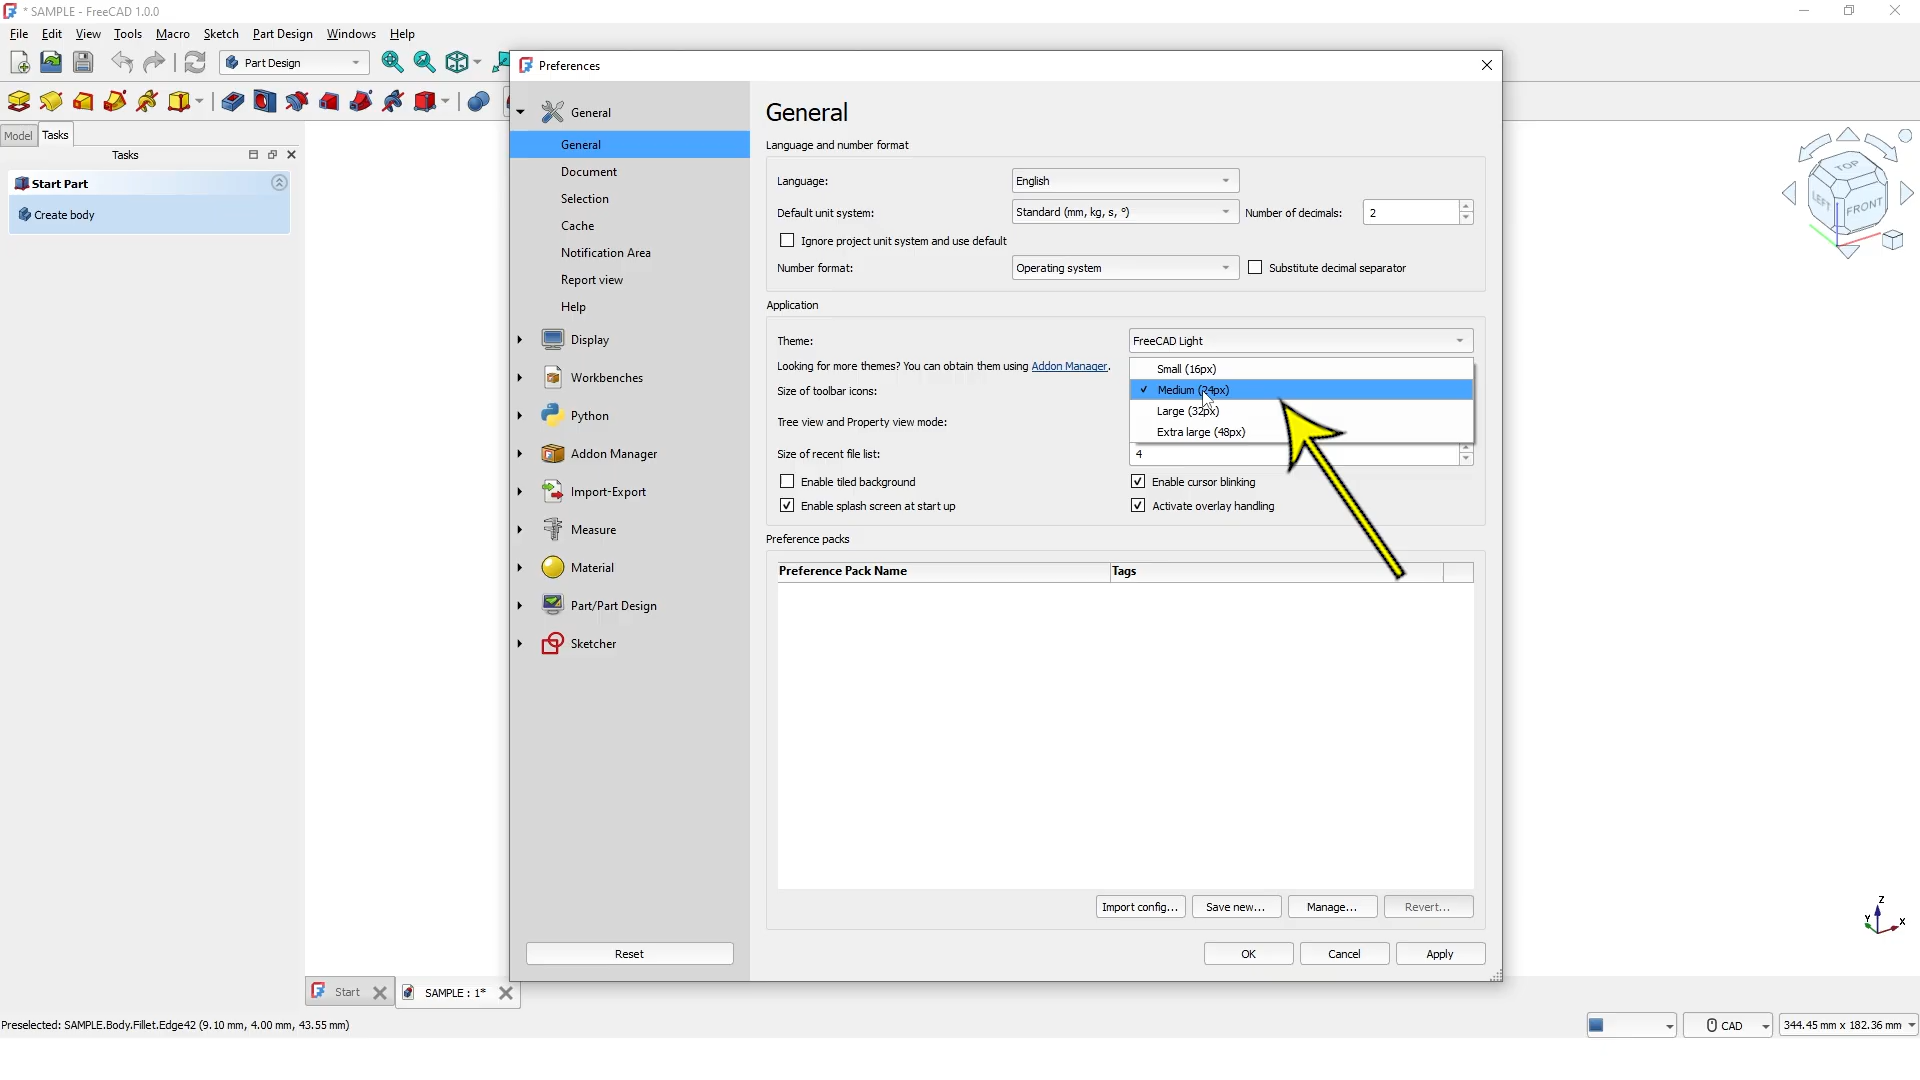 * SAMPLE - FreeCAD 1.0.0
File Edit View Tools Macro Sketch Part Design Windows Help
Part Design
Preferences
Model Tasks
Tasks
Start Part
Create body
General
General
Document
Selection
Cache
Notification Area
Report view
Help
Display
Workbenches
Python
Addon Manager
Import-Export
Measure
Material
Part/Part Design
Sketcher
Reset
General
Language and number format
Language: English
Default unit system: Standard (mm, kg, s, °) Number of decimals: 2
Ignore project unit system and use default
Number format: Operating system Substitute decimal separator
Application
Theme: FreeCAD Light
Looking for more themes? You can obtain them using Addon Manager.
Size of toolbar icons:
Small (16px)
Medium (24px)
Large (32px)
Extra large (48px)
Tree view and Property view mode:
Size of recent file list: 4
Enable tiled background Enable cursor blinking
Enable splash screen at start up Activate overlay handling
Preference packs
Preference Pack Name Tags
Import config... Save new... Manage... Revert...
OK Cancel Apply
TOP
LEFT FRONT
Z
Y X
Start SAMPLE : 1*
Preselected: SAMPLE.Body.Fillet.Edge42 (9.10 mm, 4.00 mm, 43.55 mm)
CAD 344.45 mm x 182.36 mm